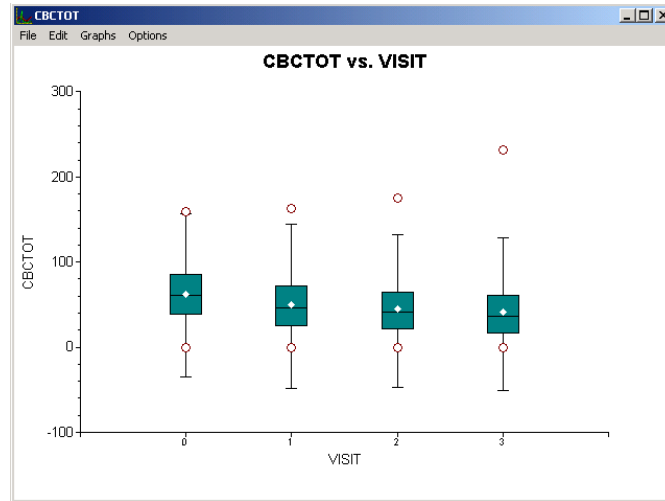 CBCTOT
File Edit Graphs Options
CBCTOT vs. VISIT
300
200
100
0
-100
CBCTOT
0 1 2 3
VISIT